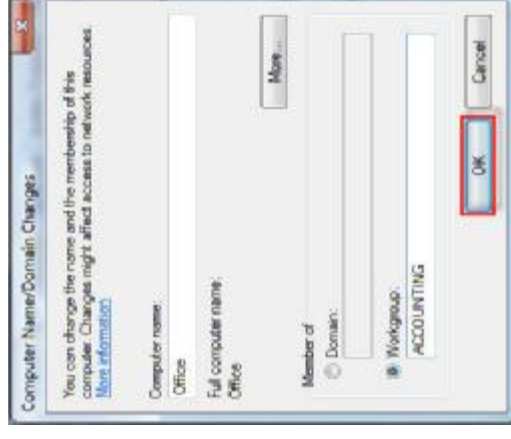 Computer Name/Domain Changes
You can change the name and the membership of this
computer. Changes might affect access to network resources.
More information
Computer name:
Office
Full computer name:
Office
More...
Member of
Domain:
Workgroup:
ACCOUNTING
OK
Cancel